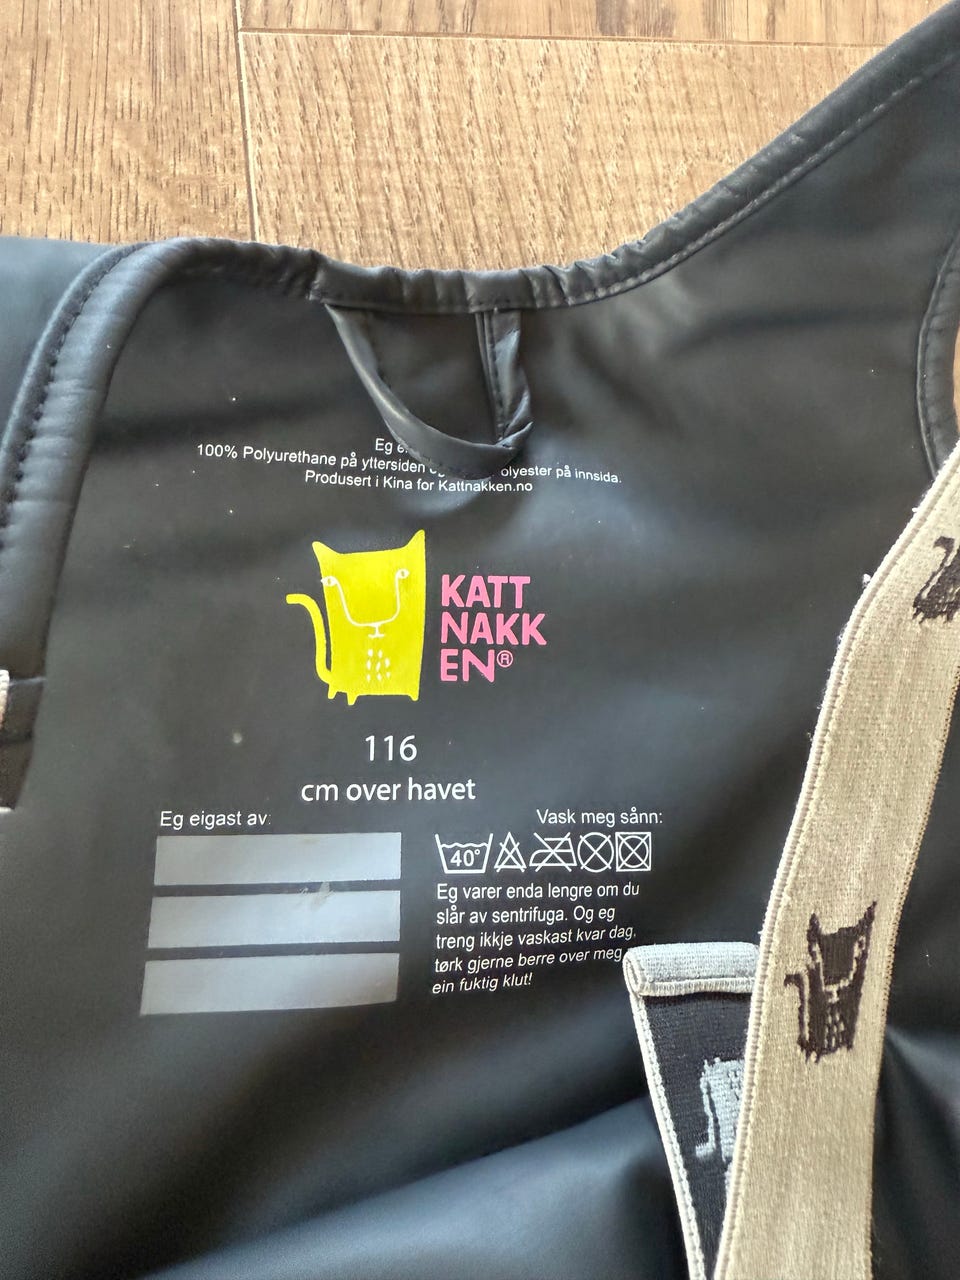 Eg
100% Polyurethane på yttersiden olyester på innsida.
Produsert i Kina for Kattnakken.no
KATT
NAKK
EN®
116
cm over havet
Eg eigast av:
Vask meg sånn:
40°
Eg varer enda lengre om du
slår av sentrifuga. Og eg
treng ikkje vaskast kvar dag,
tørk gjerne berre over meg
ein fuktig klut!